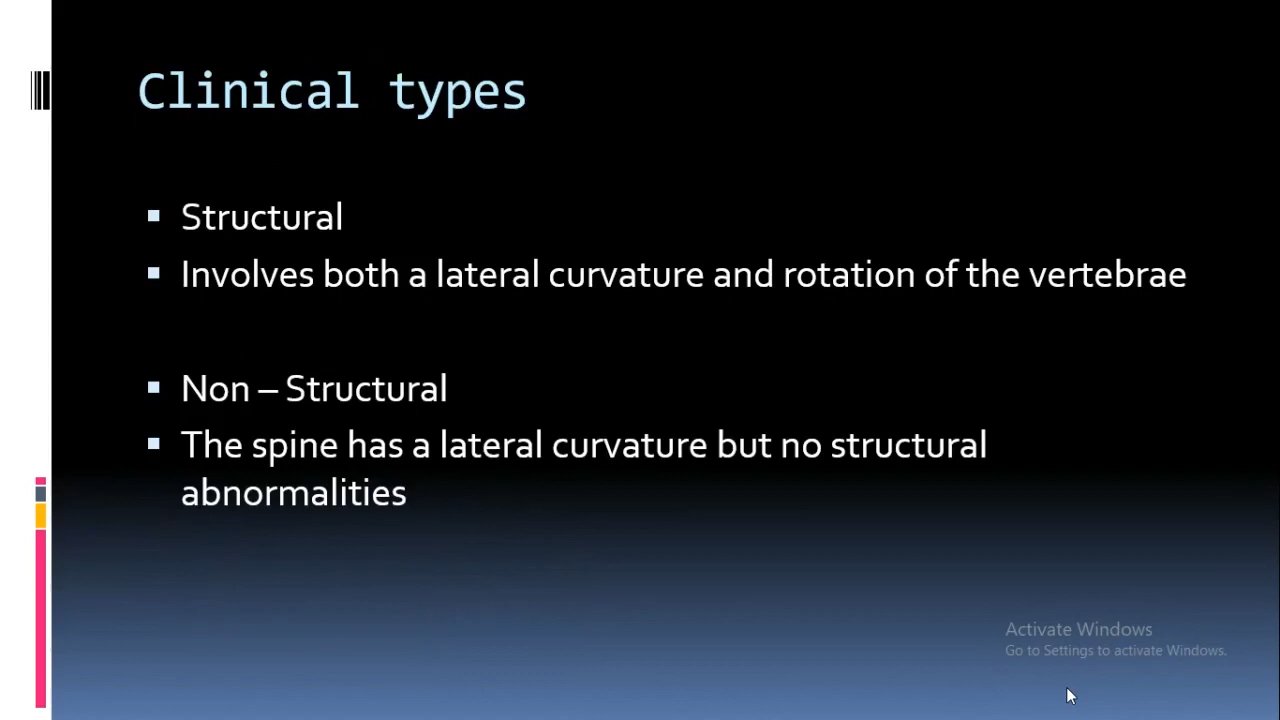 Clinical types
Structural
Involves both a lateral curvature and rotation of the vertebrae
Non – Structural
The spine has a lateral curvature but no structural
abnormalities
Activate Windows
Go to Settings to activate Windows.